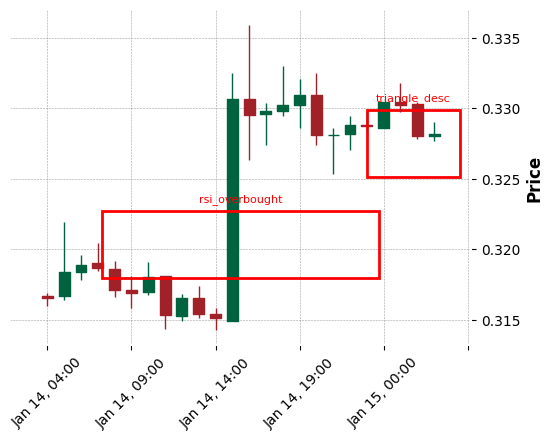 0.335
triangle_desc
0.330
0.325
Price
rsi_overbought
0.320
0.315
Jan 14, 04:00
Jan 14, 09:00
Jan 14, 14:00
Jan 14, 19:00
Jan 15, 00:00